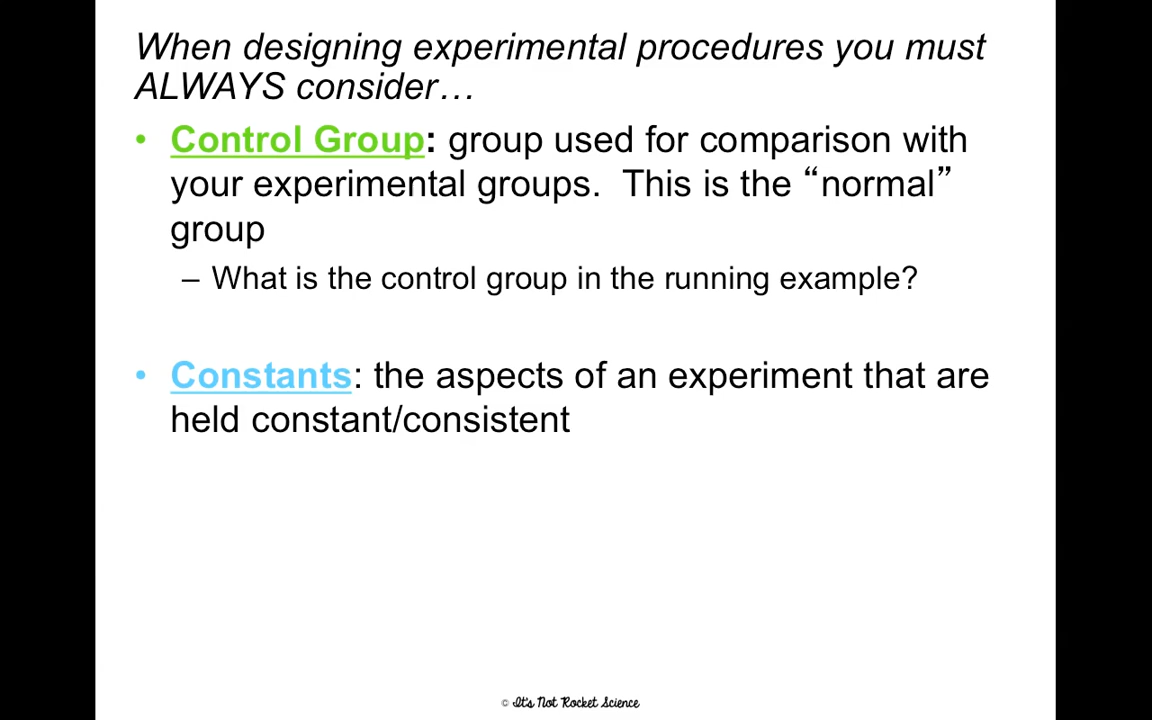 When designing experimental procedures you must
ALWAYS consider…
• Control Group: group used for comparison with
your experimental groups.  This is the “normal”
group
– What is the control group in the running example?
• Constants: the aspects of an experiment that are
held constant/consistent
© It's Not Rocket Science